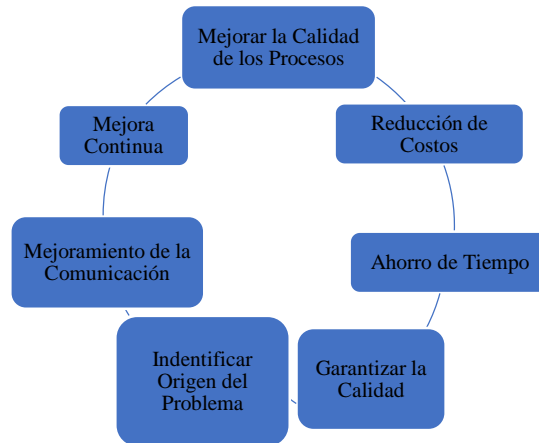 Mejorar la Calidad
de los Procesos
Reducción de
Costos
Ahorro de Tiempo
Garantizar la
Calidad
Indentificar
Origen del
Problema
Mejoramiento de la
Comunicación
Mejora
Continua